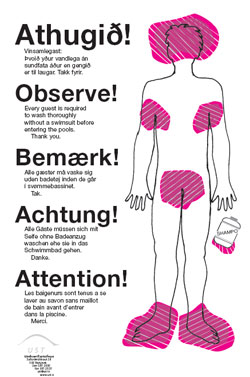 Athugið!
Vinsamlegast:
Þvoið yður vandlega án
sundfata áður en gengið
er til laugar. Takk fyrir.
Observe!
Every guest is required
to wash thoroughly
without a swimsuit before
entering the pools.
Thank you.
Bemærk!
Alle gæster må vaske sig
uden badetøj inden de går
i svømmebassinet.
Tak.
Achtung!
Alle Gäste müssen sich mit
Seife ohne Badeanzug
waschen ehe sie in das
Schwimmbad gehen.
Danke.
SHAMPO
Attention!
Les baigneurs sont tenus a se
laver au savon sans maillot
de bain avant d'entrer
dans la piscine.
Merci.
UST